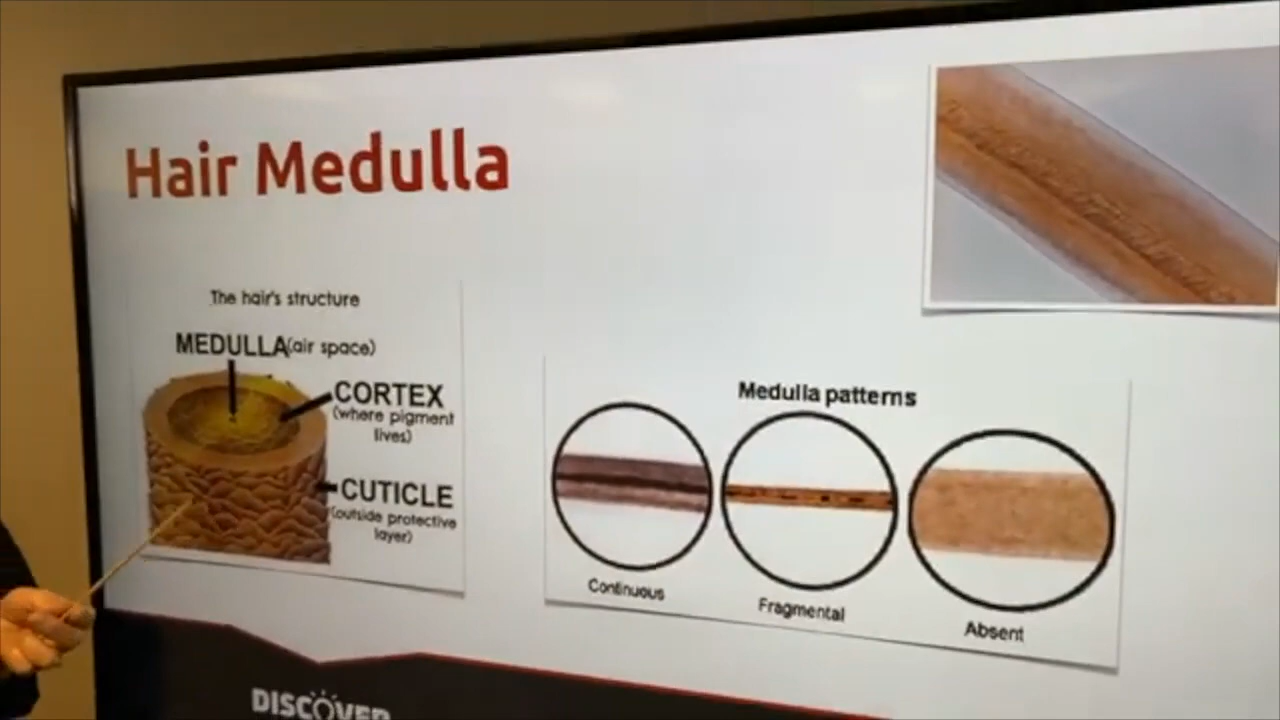 Hair Medulla
The hair's structure
MEDULLA(air space)
CORTEX
(where pigment
lives)
CUTICLE
(outside protective
layer)
Medulla patterns
Continuous
Fragmental
Absent
DISCOVER